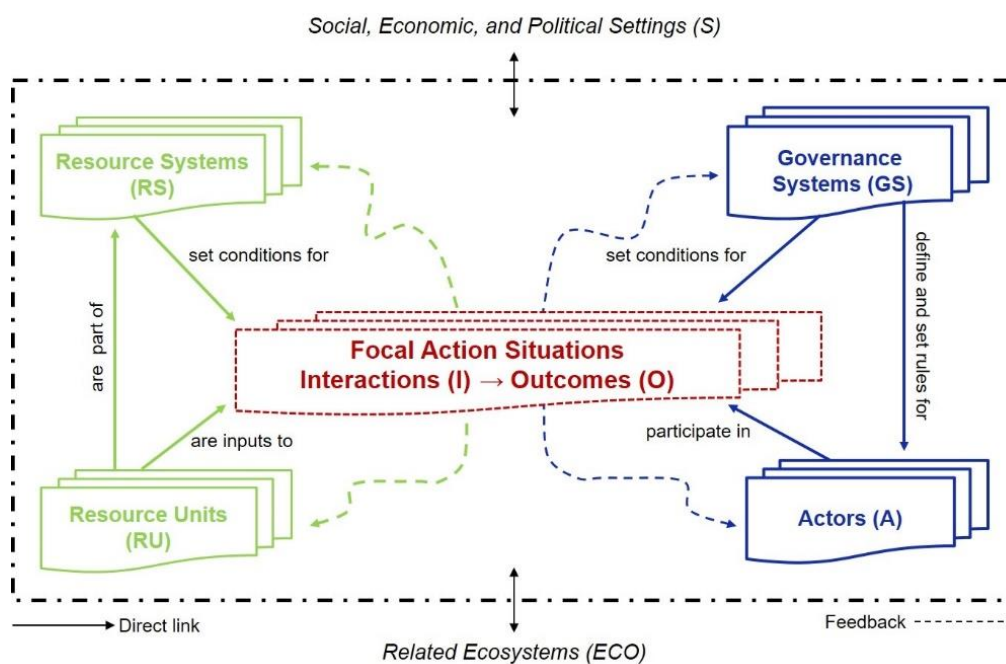 Social, Economic, and Political Settings (S)
Resource Systems
(RS)
Governance
Systems (GS)
set conditions for
set conditions for
define and set rules for
are part of
Focal Action Situations
Interactions (I) → Outcomes (O)
are inputs to
participate in
Resource Units
(RU)
Actors (A)
Direct link
Feedback
Related Ecosystems (ECO)